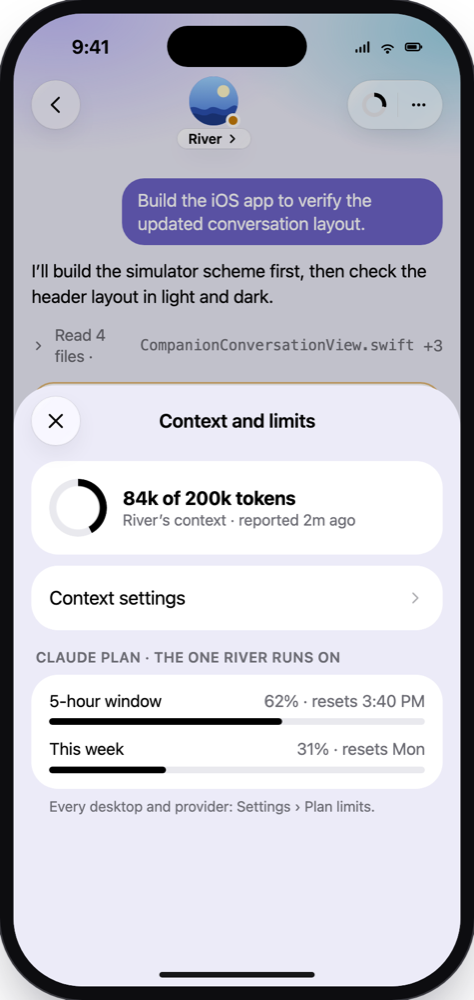 9:41
River >
Build the iOS app to verify the
updated conversation layout.
I'll build the simulator scheme first, then check the
header layout in light and dark.
> Read 4
files · CompanionConversationView.swift +3
Context and limits
84k of 200k tokens
River's context · reported 2m ago
Context settings
CLAUDE PLAN · THE ONE RIVER RUNS ON
5-hour window 62% · resets 3:40 PM
This week 31% · resets Mon
Every desktop and provider: Settings › Plan limits.